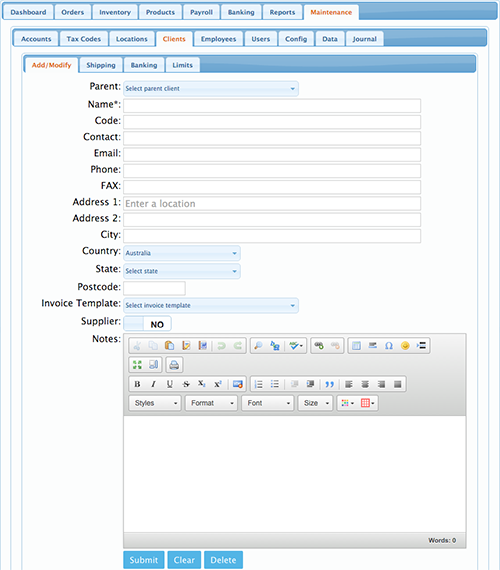 Dashboard Orders Inventory Products Payroll Banking Reports Maintenance
Accounts Tax Codes Locations Clients Employees Users Config Data Journal
Add/Modify Shipping Banking Limits
Parent: Select parent client
Name*:
Code:
Contact:
Email:
Phone:
FAX:
Address 1: Enter a location
Address 2:
City:
Country: Australia
State: Select state
Postcode:
Invoice Template: Select invoice template
Supplier: NO
Notes:
B I U S X₂ X²
Styles Format Font Size
Words: 0
Submit Clear Delete